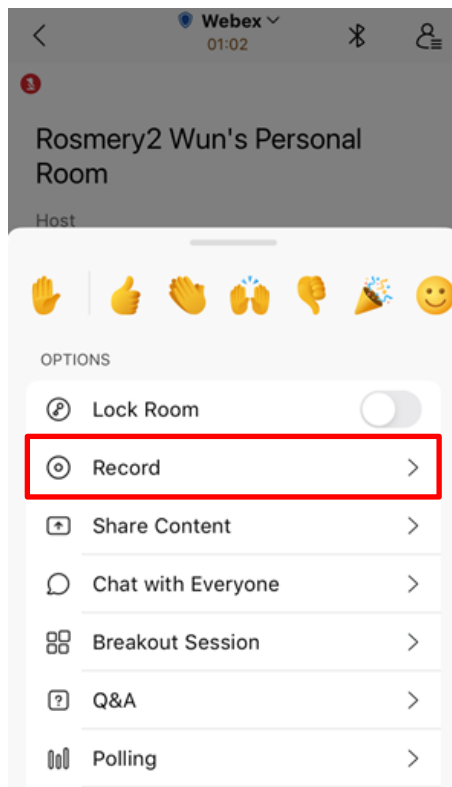 Webex
01:02
Rosmery2 Wun's Personal
Room
Host
OPTIONS
Lock Room
Record
Share Content
Chat with Everyone
Breakout Session
Q&A
Polling